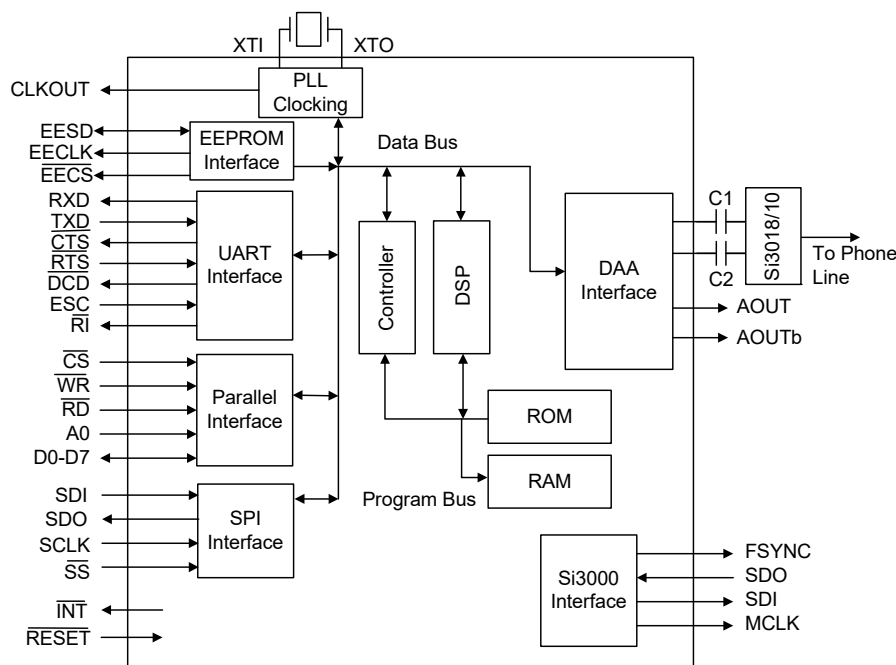 XTI
XTO
PLL
Clocking
CLKOUT
EESD
EECLK
EECS
EEPROM
Interface
Data Bus
RXD
TXD
CTS
RTS
DCD
ESC
RI
UART
Interface
Controller
DSP
DAA
Interface
C1
C2
Si3018/10
To Phone
Line
AOUT
AOUTb
CS
WR
RD
A0
D0-D7
Parallel
Interface
ROM
RAM
Program Bus
SDI
SDO
SCLK
SS
SPI
Interface
INT
RESET
Si3000
Interface
FSYNC
SDO
SDI
MCLK